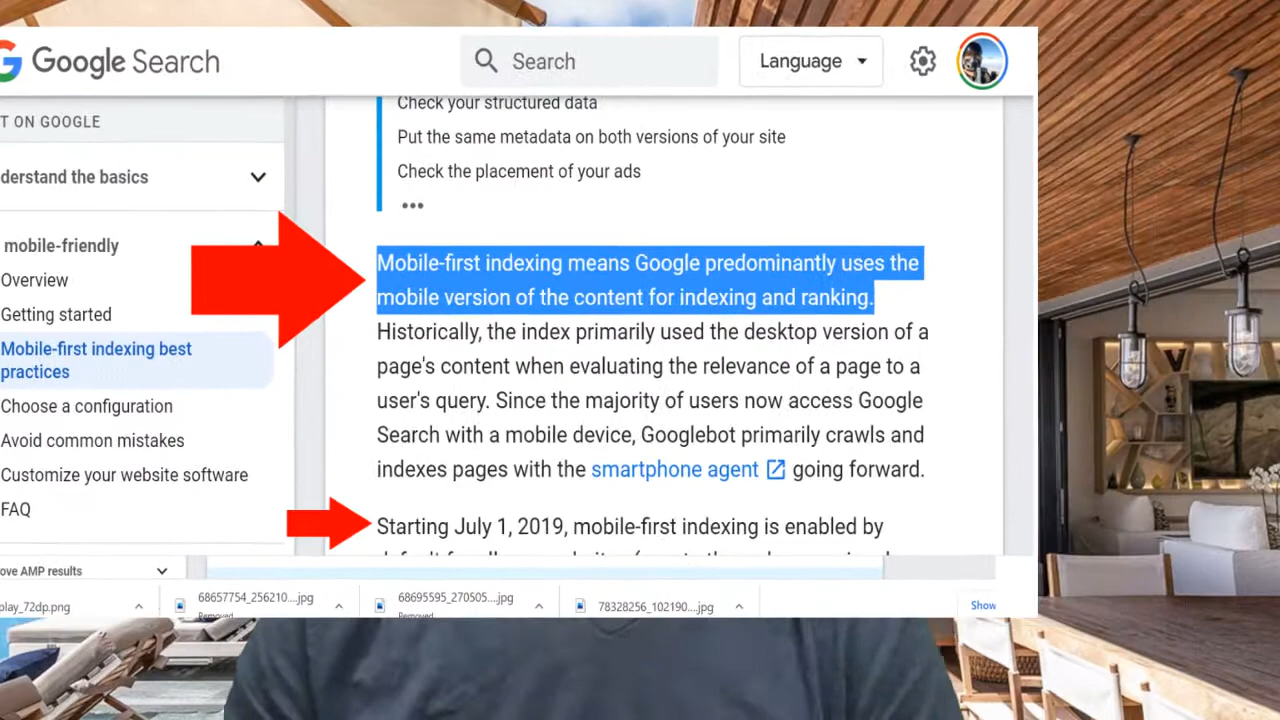 Google Search
Search
Language
T ON GOOGLE
derstand the basics
mobile-friendly
Overview
Getting started
Mobile-first indexing best
practices
Choose a configuration
Avoid common mistakes
Customize your website software
FAQ
ove AMP results
Check your structured data
Put the same metadata on both versions of your site
Check the placement of your ads
•••
Mobile-first indexing means Google predominantly uses the
mobile version of the content for indexing and ranking.
Historically, the index primarily used the desktop version of a
page's content when evaluating the relevance of a page to a
user's query. Since the majority of users now access Google
Search with a mobile device, Googlebot primarily crawls and
indexes pages with the smartphone agent going forward.
Starting July 1, 2019, mobile-first indexing is enabled by
play_72dp.png
68657754_256210....jpg
Removed
68695595_270505....jpg
Removed
78328256_102190....jpg
Show